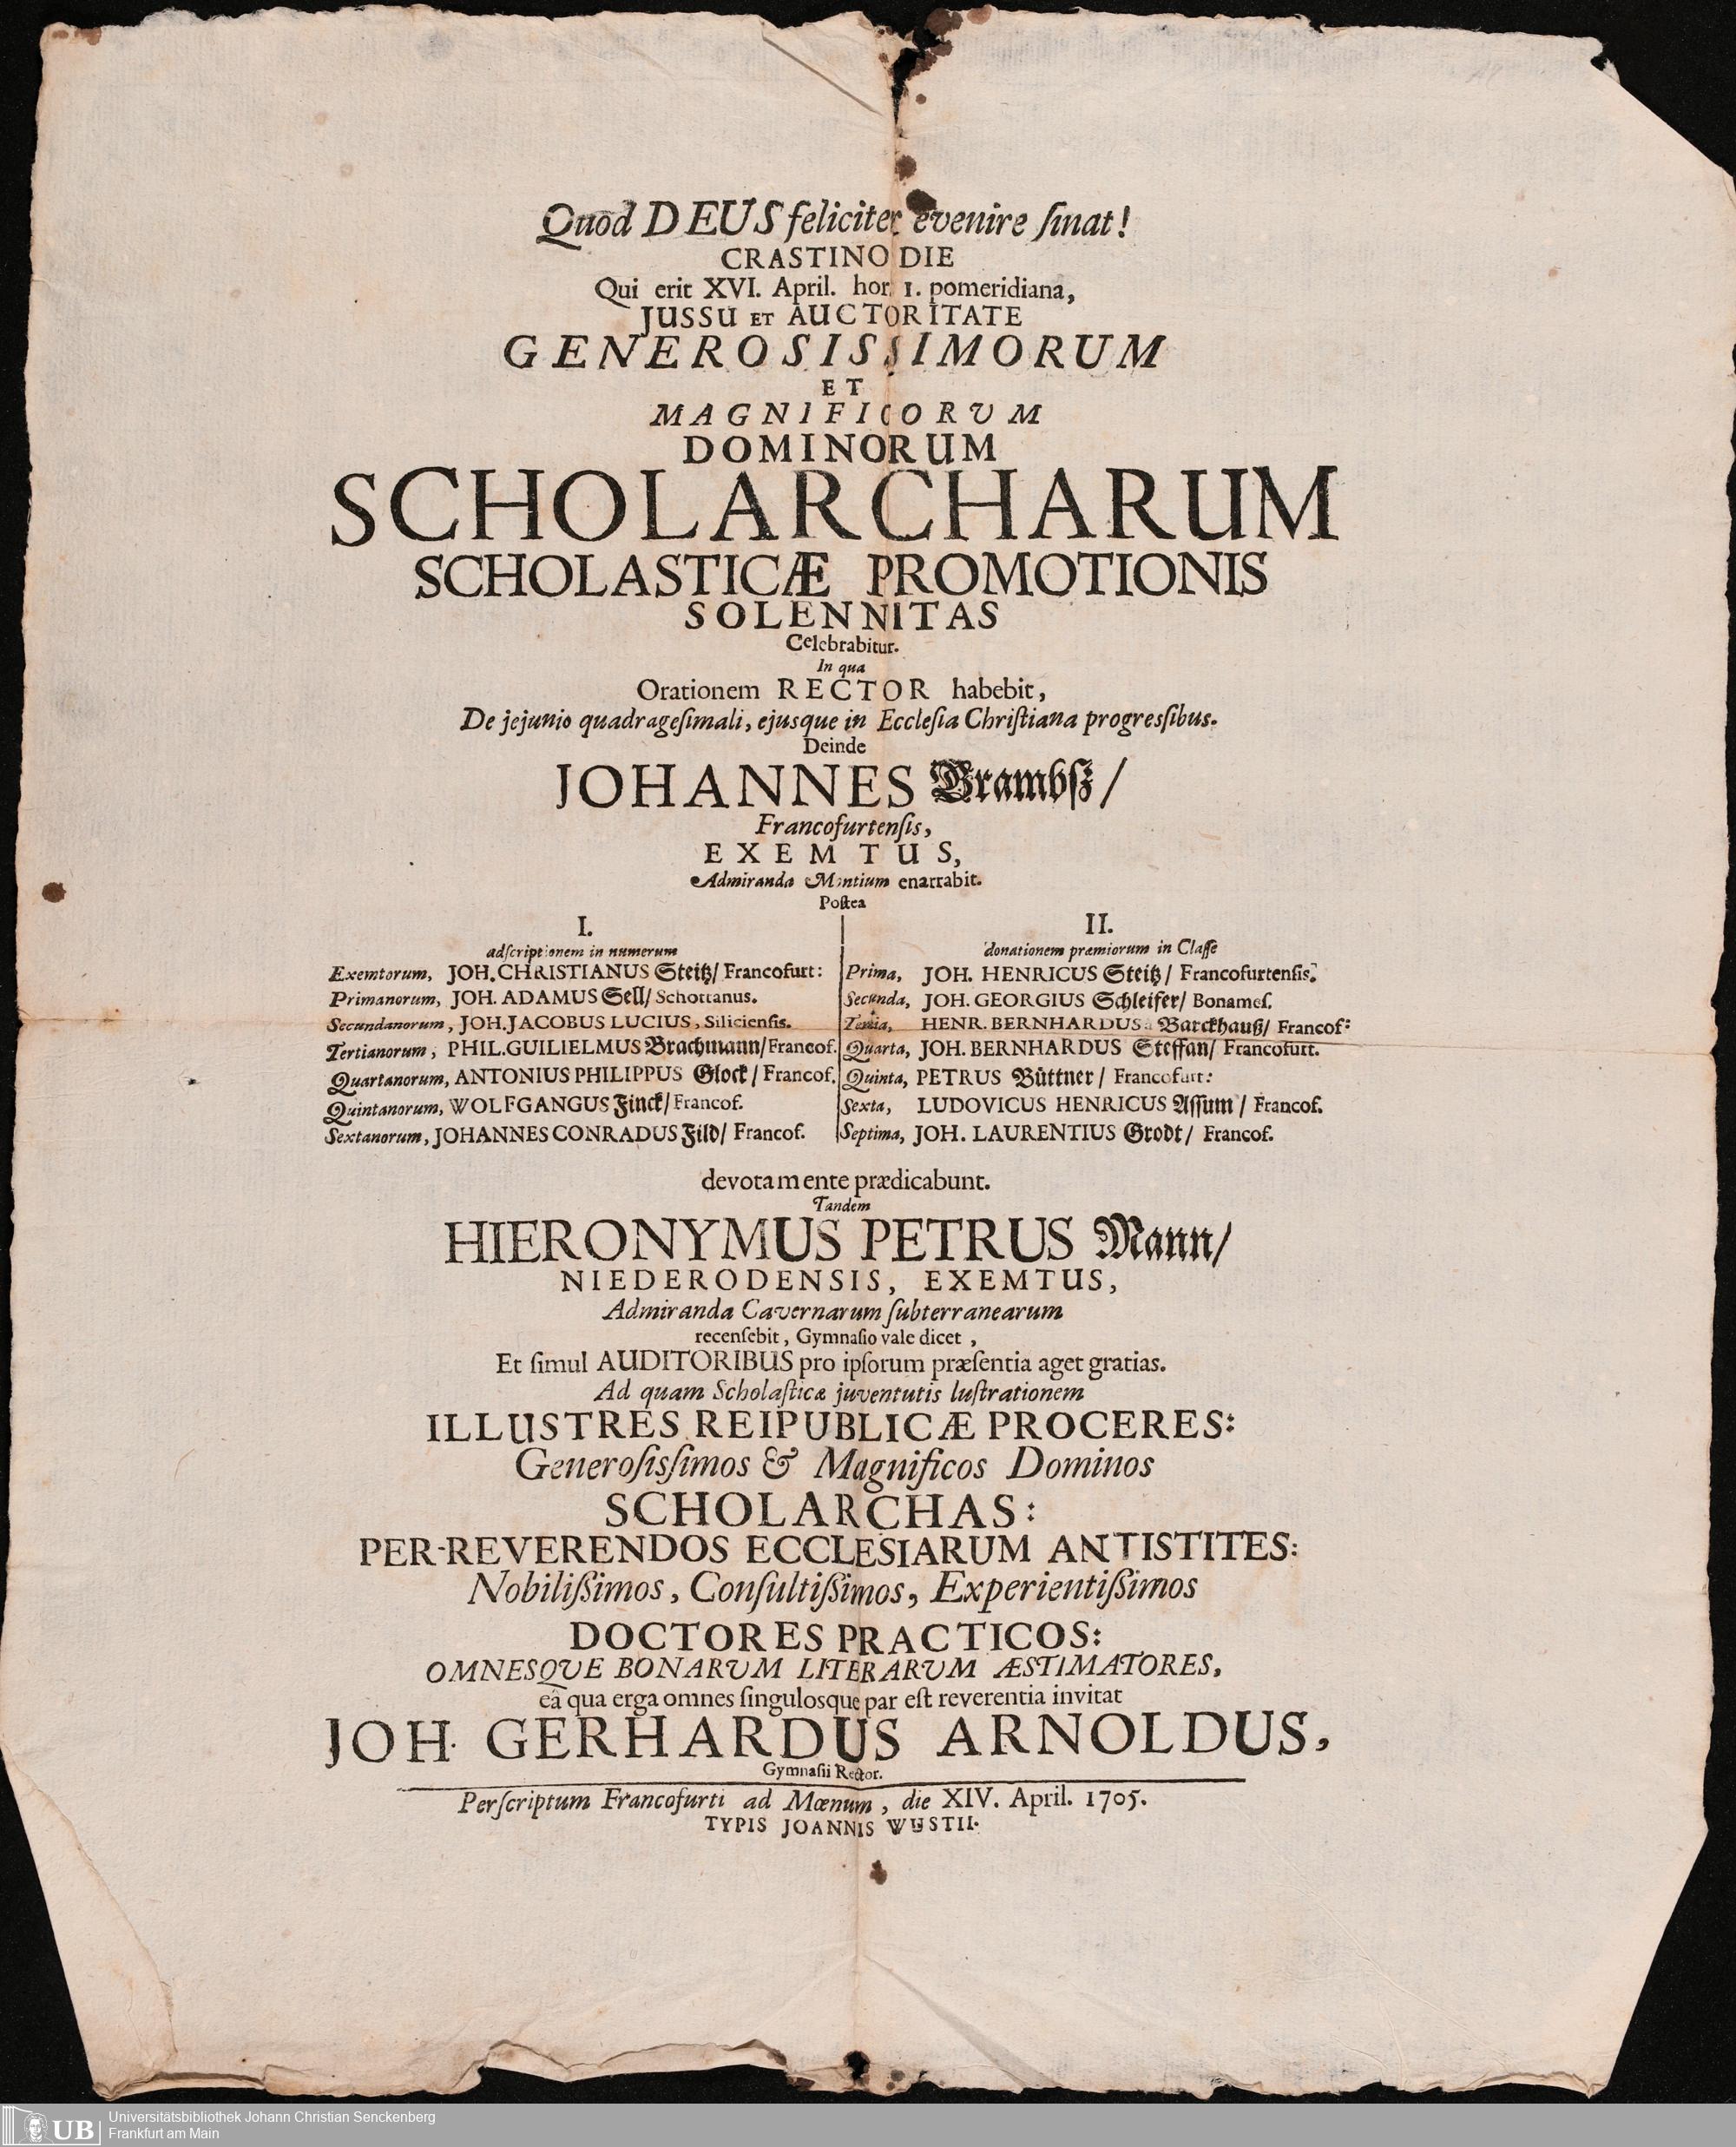 Quod DEUS feliciter evenire ſinat!
CRASTINO DIE
Qui erit XVI. April. hor. 1. pomeridiana,
JUSSU ET AUCTORITATE
GENEROSISSIMORUM
ET
MAGNIFICORVM
DOMINORUM
SCHOLARCHARUM
SCHOLASTICÆ PROMOTIONIS
SOLENNITAS
Celebrabitur.
In qua
Orationem RECTOR habebit,
De jejunio quadrageſimali, ejusque in Eccleſia Chriſtiana progresſibus.
Deinde
JOHANNES Brambſz/
Francofurtenſis,
EXEMTUS,
Admiranda Montium enarrabit.
Poſtea
I.
adſcriptionem in numerum
Exemtorum, JOH. CHRISTIANUS Steitz/ Francofurt:
Primanorum, JOH. ADAMUS Sell/ Schottanus.
Secundanorum, JOH. JACOBUS LUCIUS, Silicienſis.
Tertianorum, PHIL. GUILIELMUS Brachmann/ Francof.
Quartanorum, ANTONIUS PHILIPPUS Glock/ Francof.
Quintanorum, WOLFGANGUS Finck/ Francof.
Sextanorum, JOHANNES CONRADUS Fild/ Francof.
II.
donationem præmiorum in Claſſe
Prima, JOH. HENRICUS Steitz/ Francofurtenſis.
Secunda, JOH. GEORGIUS Schleifer/ Bonameſ.
Tertia, HENR. BERNHARDUS Barckhauß/ Francof:
Quarta, JOH. BERNHARDUS Steffan/ Francofurt.
Quinta, PETRUS Büttner/ Francofurt:
Sexta, LUDOVICUS HENRICUS Aſſum/ Francof.
Septima, JOH. LAURENTIUS Grodt/ Francof.
devota mente prædicabunt.
Tandem
HIERONYMUS PETRUS Mann/
NIEDERODENSIS, EXEMTUS,
Admiranda Cavernarum ſubterranearum
recenſebit, Gymnaſio vale dicet,
Et ſimul AUDITORIBUS pro ipſorum præſentia aget gratias.
Ad quam Scholaſticæ juventutis luſtrationem
ILLUSTRES REIPUBLICÆ PROCERES:
Generoſisſimos & Magnificos Dominos
SCHOLARCHAS:
PER-REVERENDOS ECCLESIARUM ANTISTITES:
Nobilißimos, Conſultißimos, Experientißimos
DOCTORES PRACTICOS:
OMNESQVE BONARVM LITERARVM ÆSTIMATORES,
eâ qua erga omnes ſingulosque par eſt reverentia invitat
JOH. GERHARDUS ARNOLDUS,
Gymnaſii Rector.
Perſcriptum Francofurti ad Mœnum, die XIV. April. 1705.
TYPIS JOANNIS WUSTII.
UB
Universitätsbibliothek Johann Christian Senckenberg
Frankfurt am Main